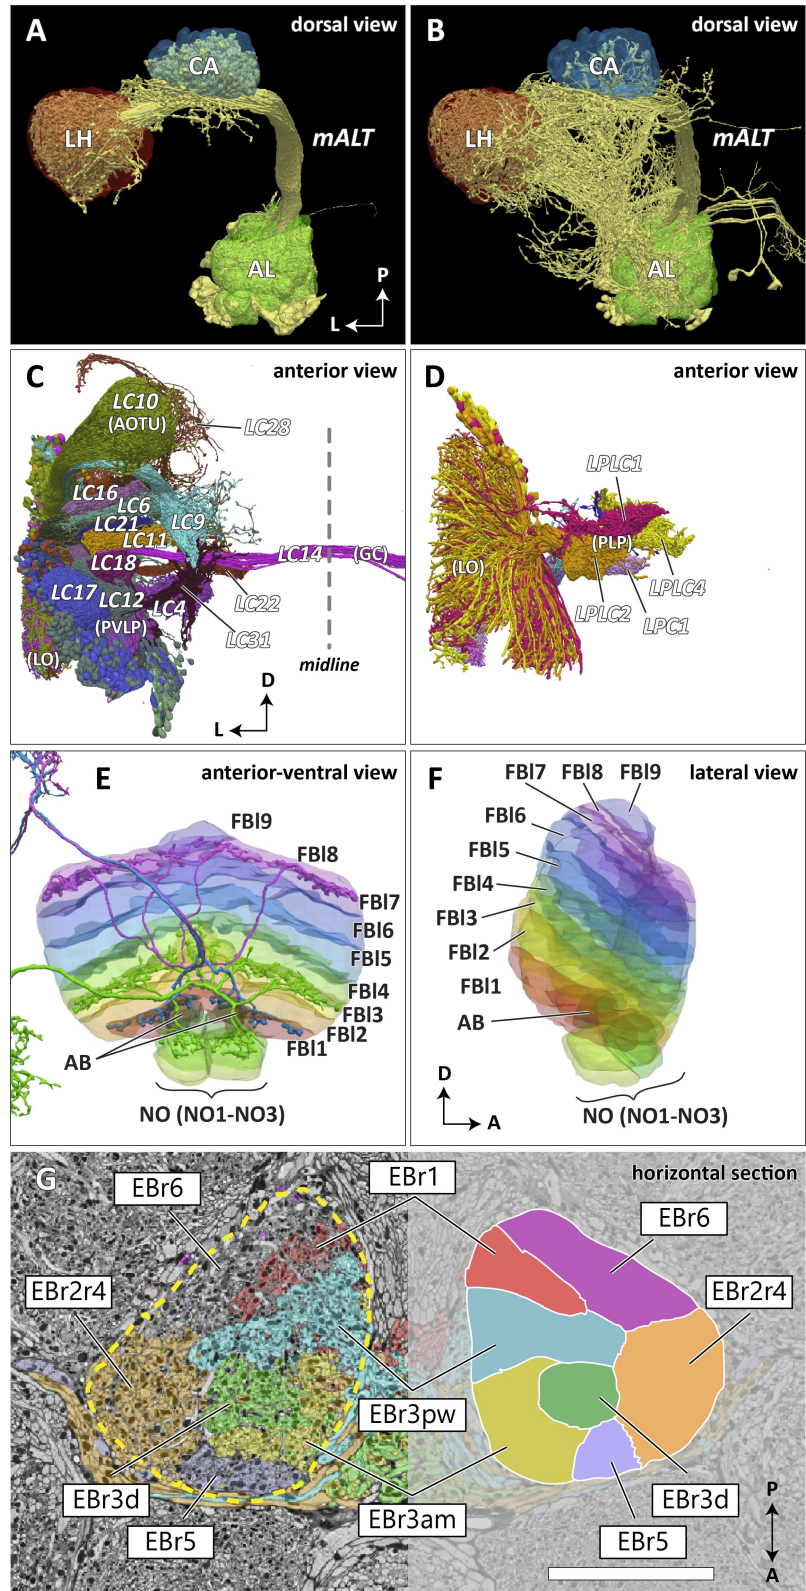 A
dorsal view
CA
LH
mALT
AL
P
L
B
dorsal view
CA
LH
mALT
AL
C
anterior view
LC10
(AOTU)
LC28
LC16
LC6
LC21
LC9
LC11
LC14
(GC)
LC18
LC22
LC17
LC12
LC4
(PVLP)
LC31
(LO)
midline
D
L
D
anterior view
LPLC1
(PLP)
(LO)
LPLC4
LPLC2
LPC1
E
anterior-ventral view
FBl9
FBl8
FBl7
FBl6
FBl5
FBl4
FBl3
FBl2
FBl1
AB
NO (NO1-NO3)
F
lateral view
FBl7
FBl8
FBl9
FBl6
FBl5
FBl4
FBl3
FBl2
FBl1
AB
D
A
NO (NO1-NO3)
G
horizontal section
EBr6
EBr1
EBr6
EBr2r4
EBr2r4
EBr3pw
EBr3d
EBr3am
EBr5
EBr3d
EBr5
P
A